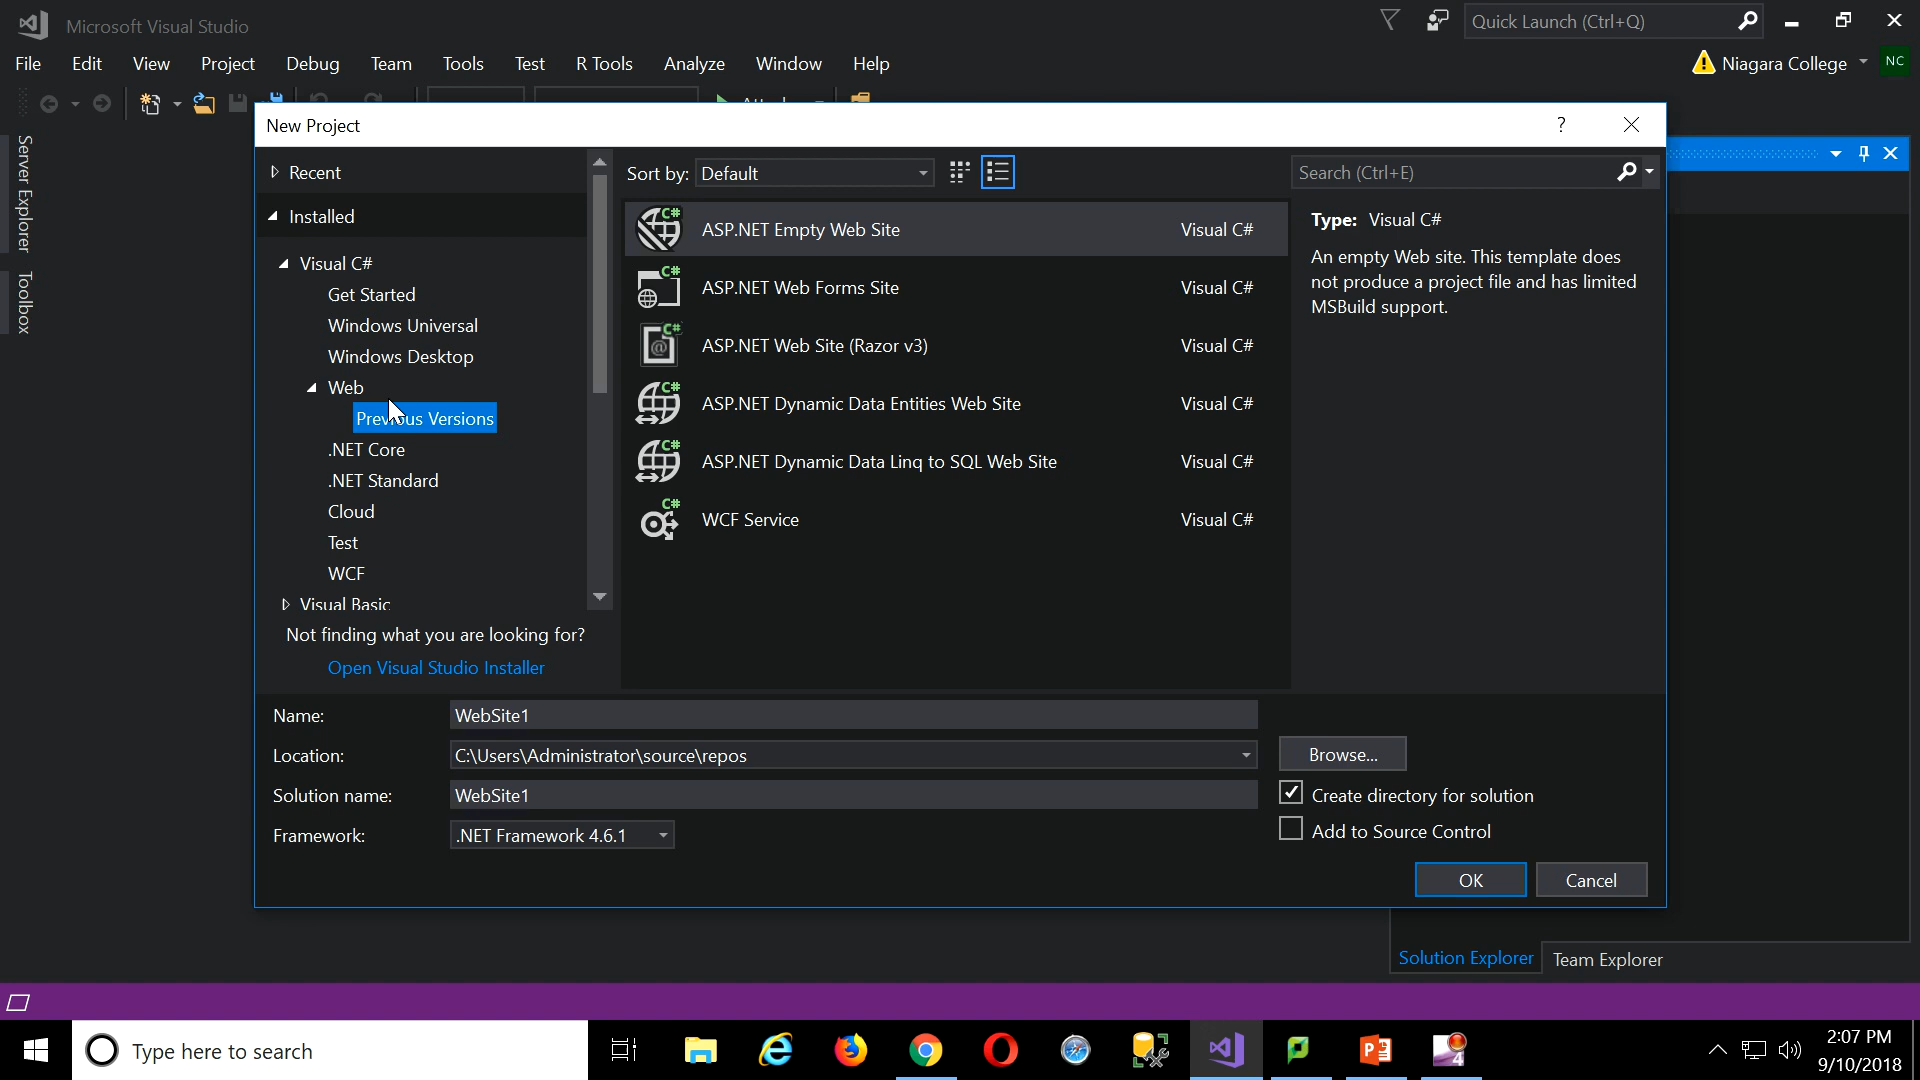 Microsoft Visual Studio
Quick Launch (Ctrl+Q)
File Edit View Project Debug Team Tools Test R Tools Analyze Window Help
Niagara College NC
Server Explorer
Toolbox
New Project
?
Recent
Installed
Visual C#
Get Started
Windows Universal
Windows Desktop
Web
Previous Versions
.NET Core
.NET Standard
Cloud
Test
WCF
Visual Basic
Not finding what you are looking for?
Open Visual Studio Installer
Sort by: Default
Search (Ctrl+E)
ASP.NET Empty Web Site Visual C#
ASP.NET Web Forms Site Visual C#
ASP.NET Web Site (Razor v3) Visual C#
ASP.NET Dynamic Data Entities Web Site Visual C#
ASP.NET Dynamic Data Linq to SQL Web Site Visual C#
WCF Service Visual C#
Type: Visual C#
An empty Web site. This template does
not produce a project file and has limited
MSBuild support.
Name: WebSite1
Location: C:\Users\Administrator\source\repos
Browse...
Solution name: WebSite1
Create directory for solution
Framework: .NET Framework 4.6.1
Add to Source Control
OK Cancel
Solution Explorer Team Explorer
Type here to search
2:07 PM
9/10/2018